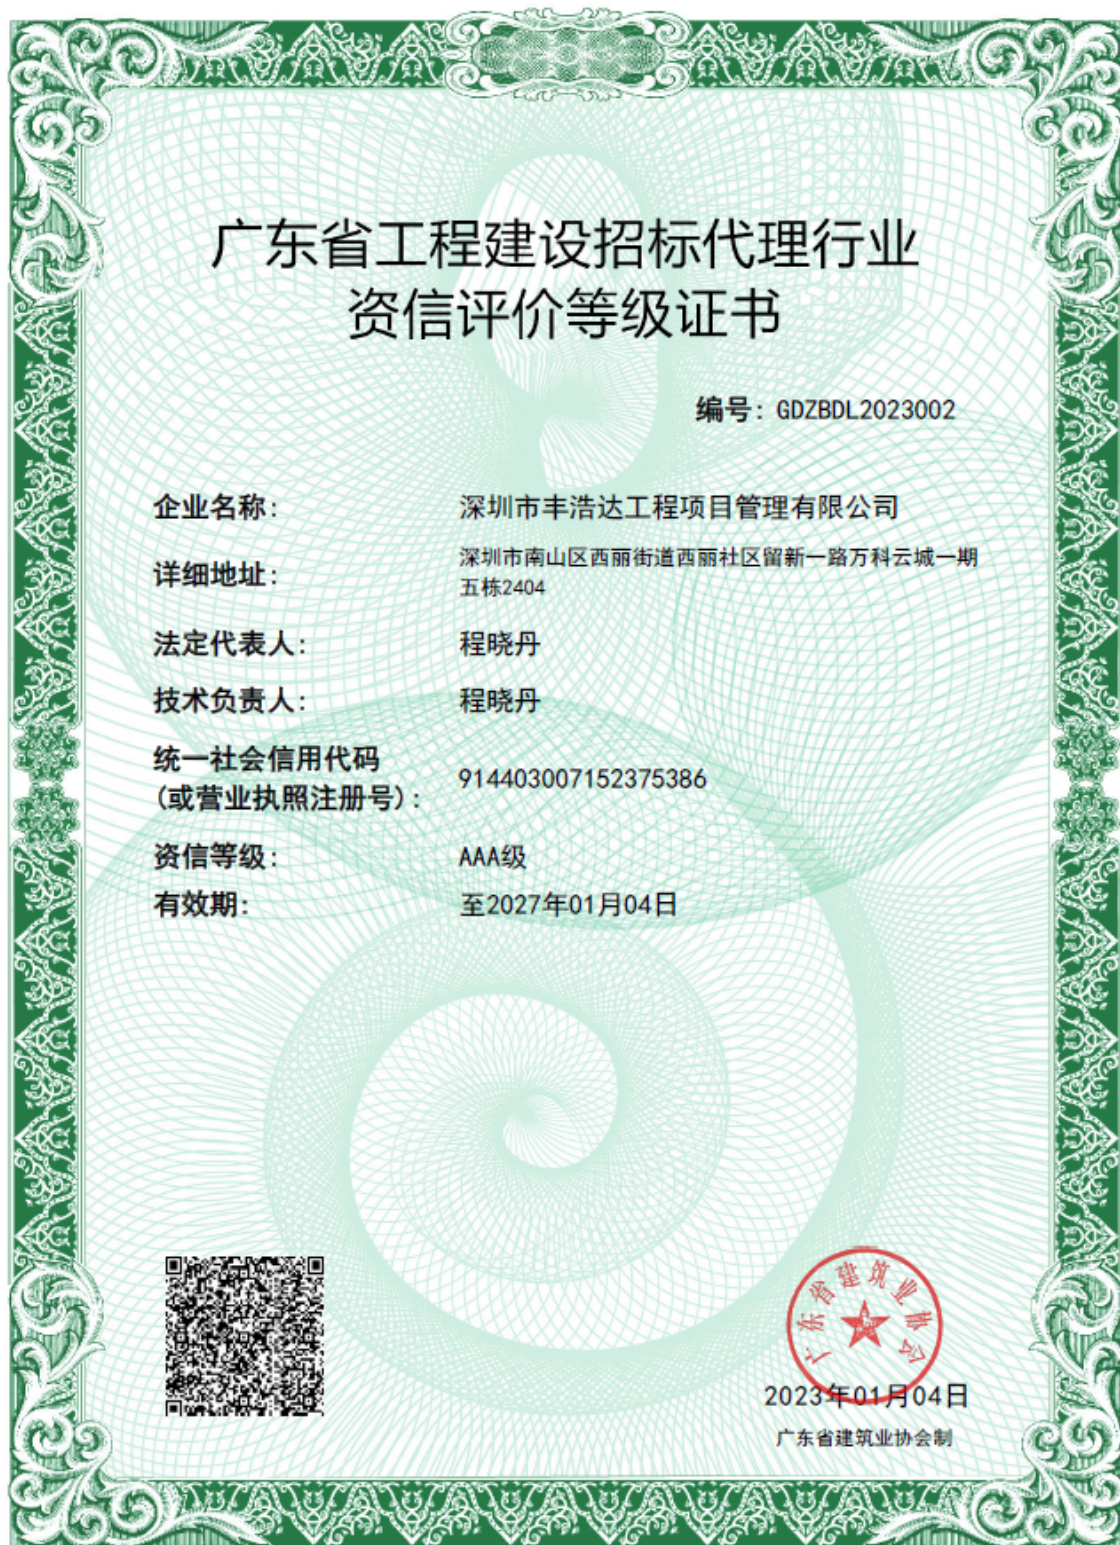 广东省工程建设招标代理行业
资信评价等级证书
编号：GDZBDL2023002
企业名称：
深圳市丰浩达工程项目管理有限公司
详细地址：
深圳市南山区西丽街道西丽社区留新一路万科云城一期
五栋2404
法定代表人：
程晓丹
技术负责人：
程晓丹
统一社会信用代码
(或营业执照注册号)：
914403007152375386
资信等级：
AAA级
有效期：
至2027年01月04日
广东省建筑业协会
2023年01月04日
广东省建筑业协会制